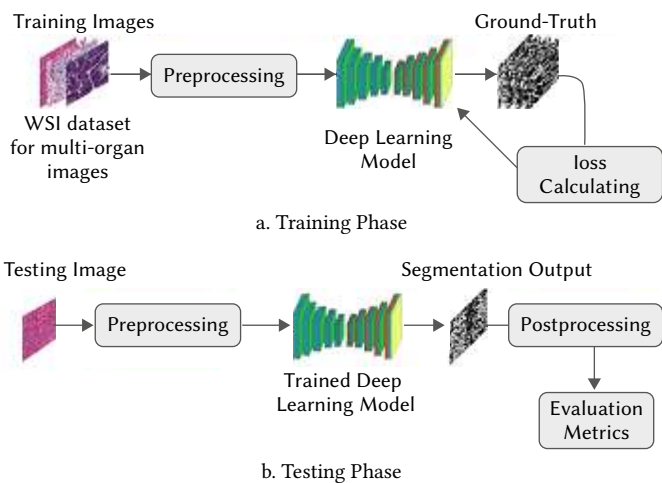 Training Images
Ground-Truth
Preprocessing
WSI dataset
for multi-organ
images
Deep Learning
Model
loss
Calculating
a. Training Phase
Testing Image
Segmentation Output
Preprocessing
Postprocessing
Trained Deep
Learning Model
Evaluation
Metrics
b. Testing Phase